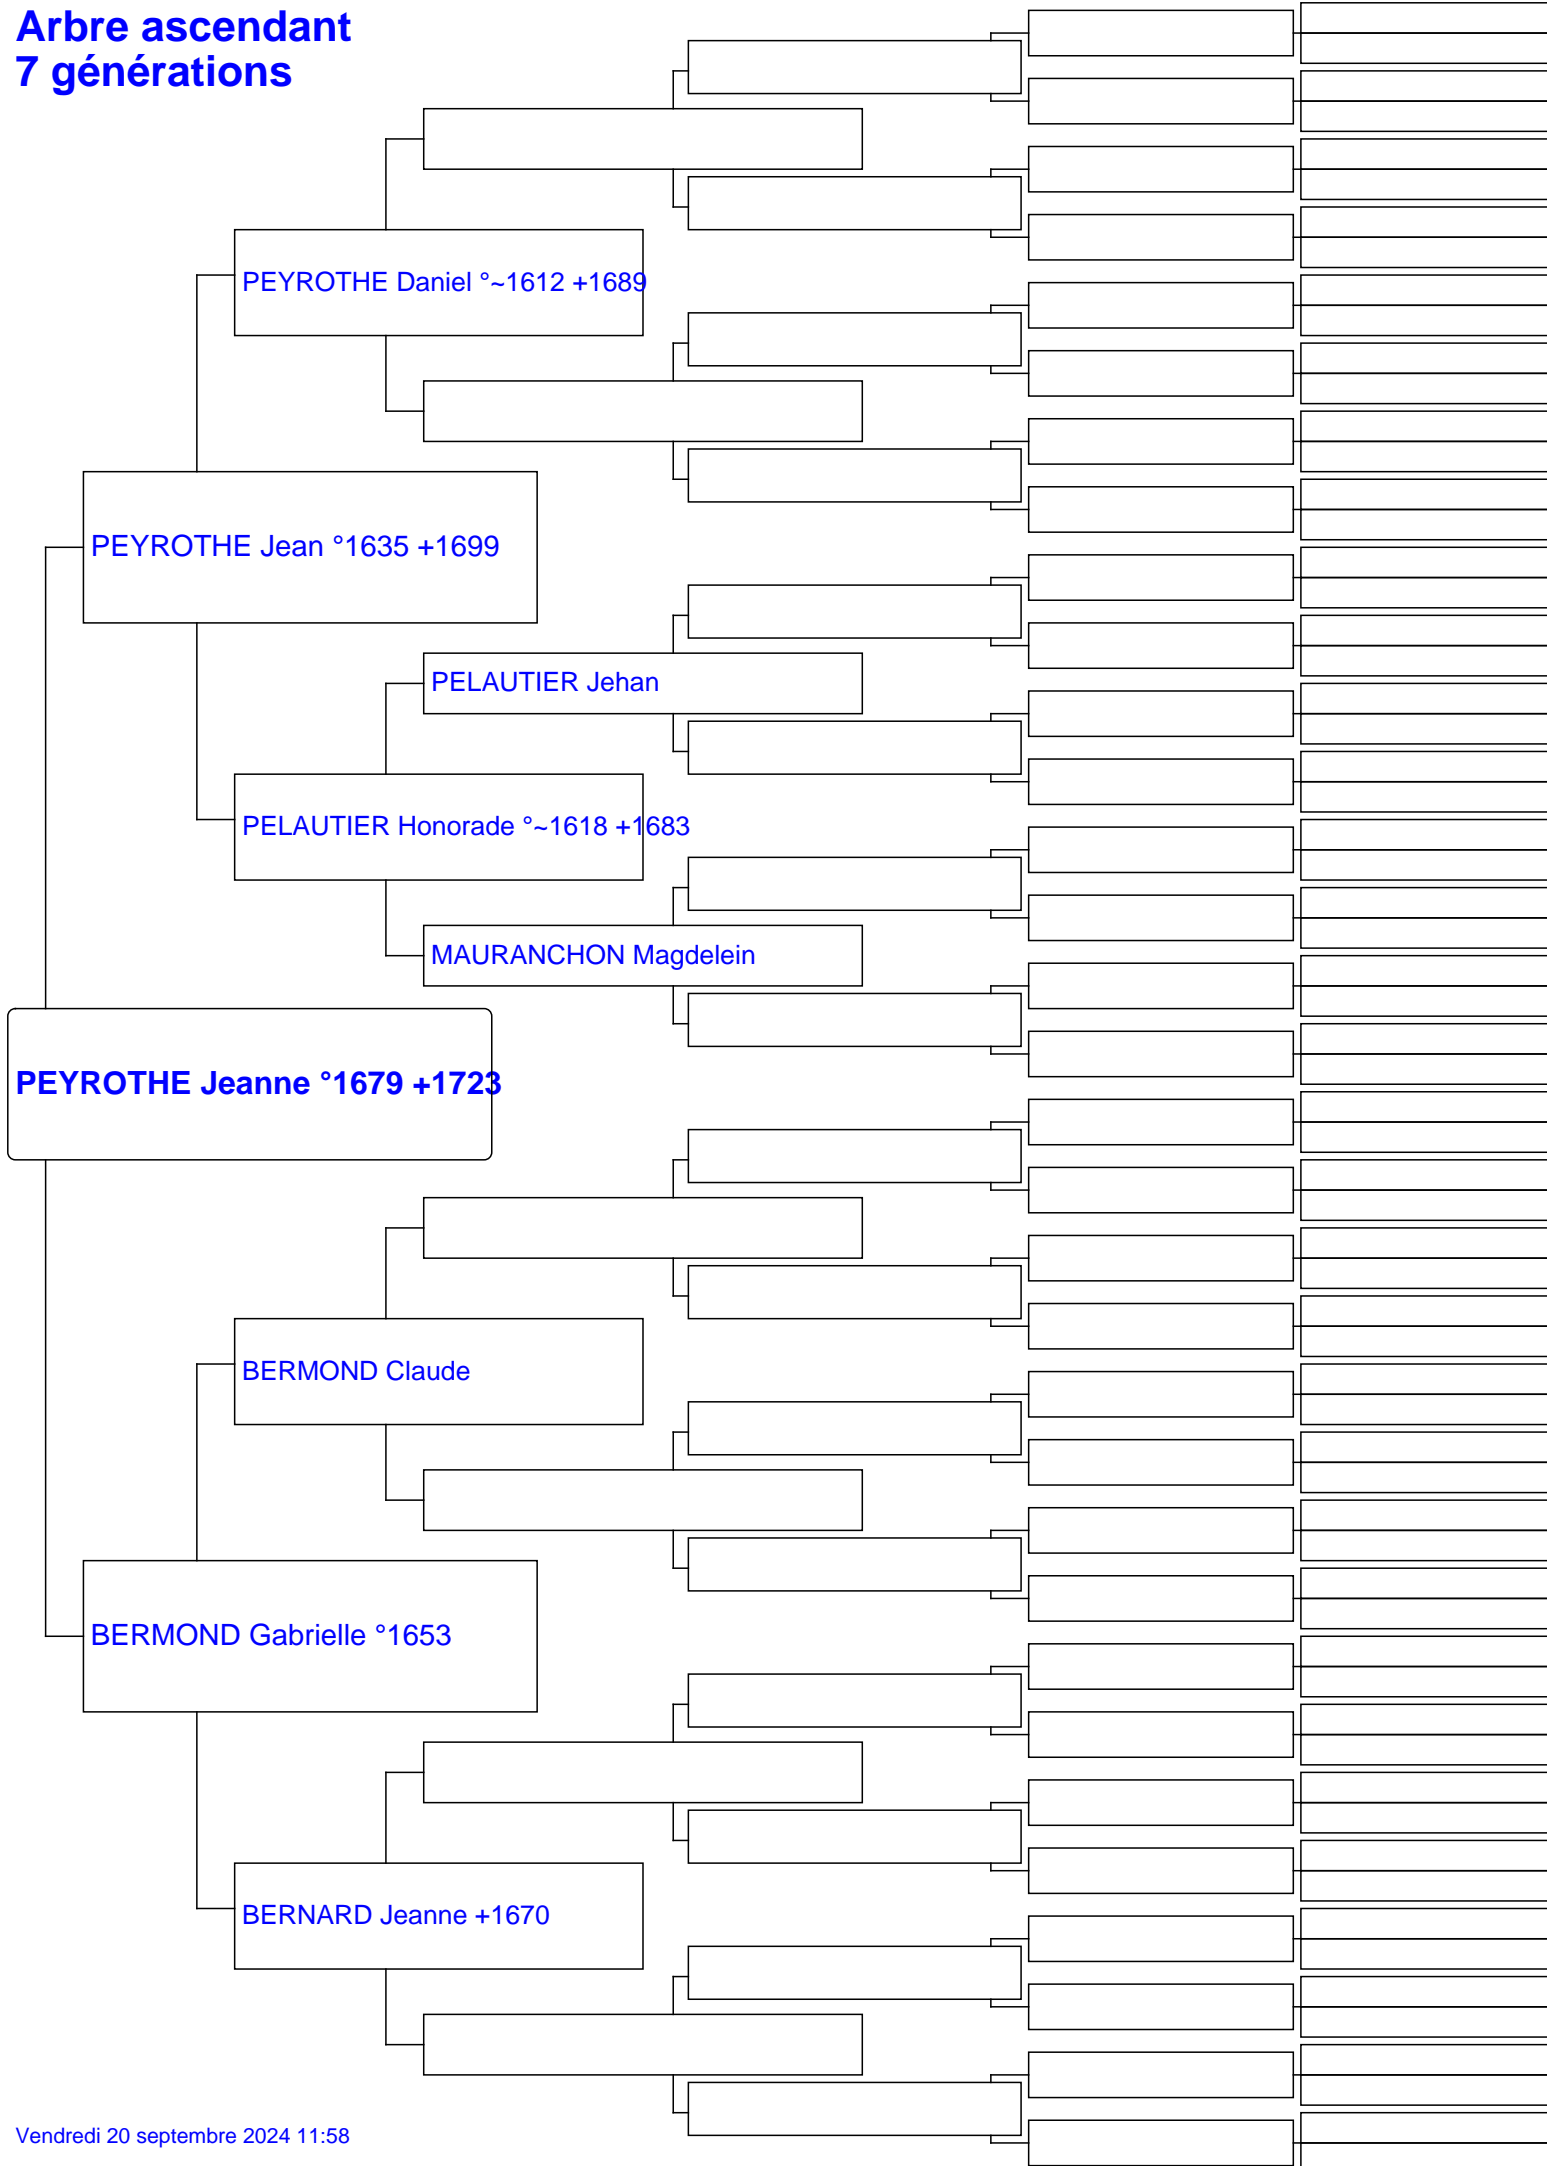 Arbre ascendant
7 générations
PEYROTHE Daniel °~1612 +1689
PEYROTHE Jean °1635 +1699
PELAUTIER Jehan
PELAUTIER Honorade °~1618 +1683
MAURANCHON Magdelein
PEYROTHE Jeanne °1679 +1723
BERMOND Claude
BERMOND Gabrielle °1653
BERNARD Jeanne +1670
Vendredi 20 septembre 2024 11:58